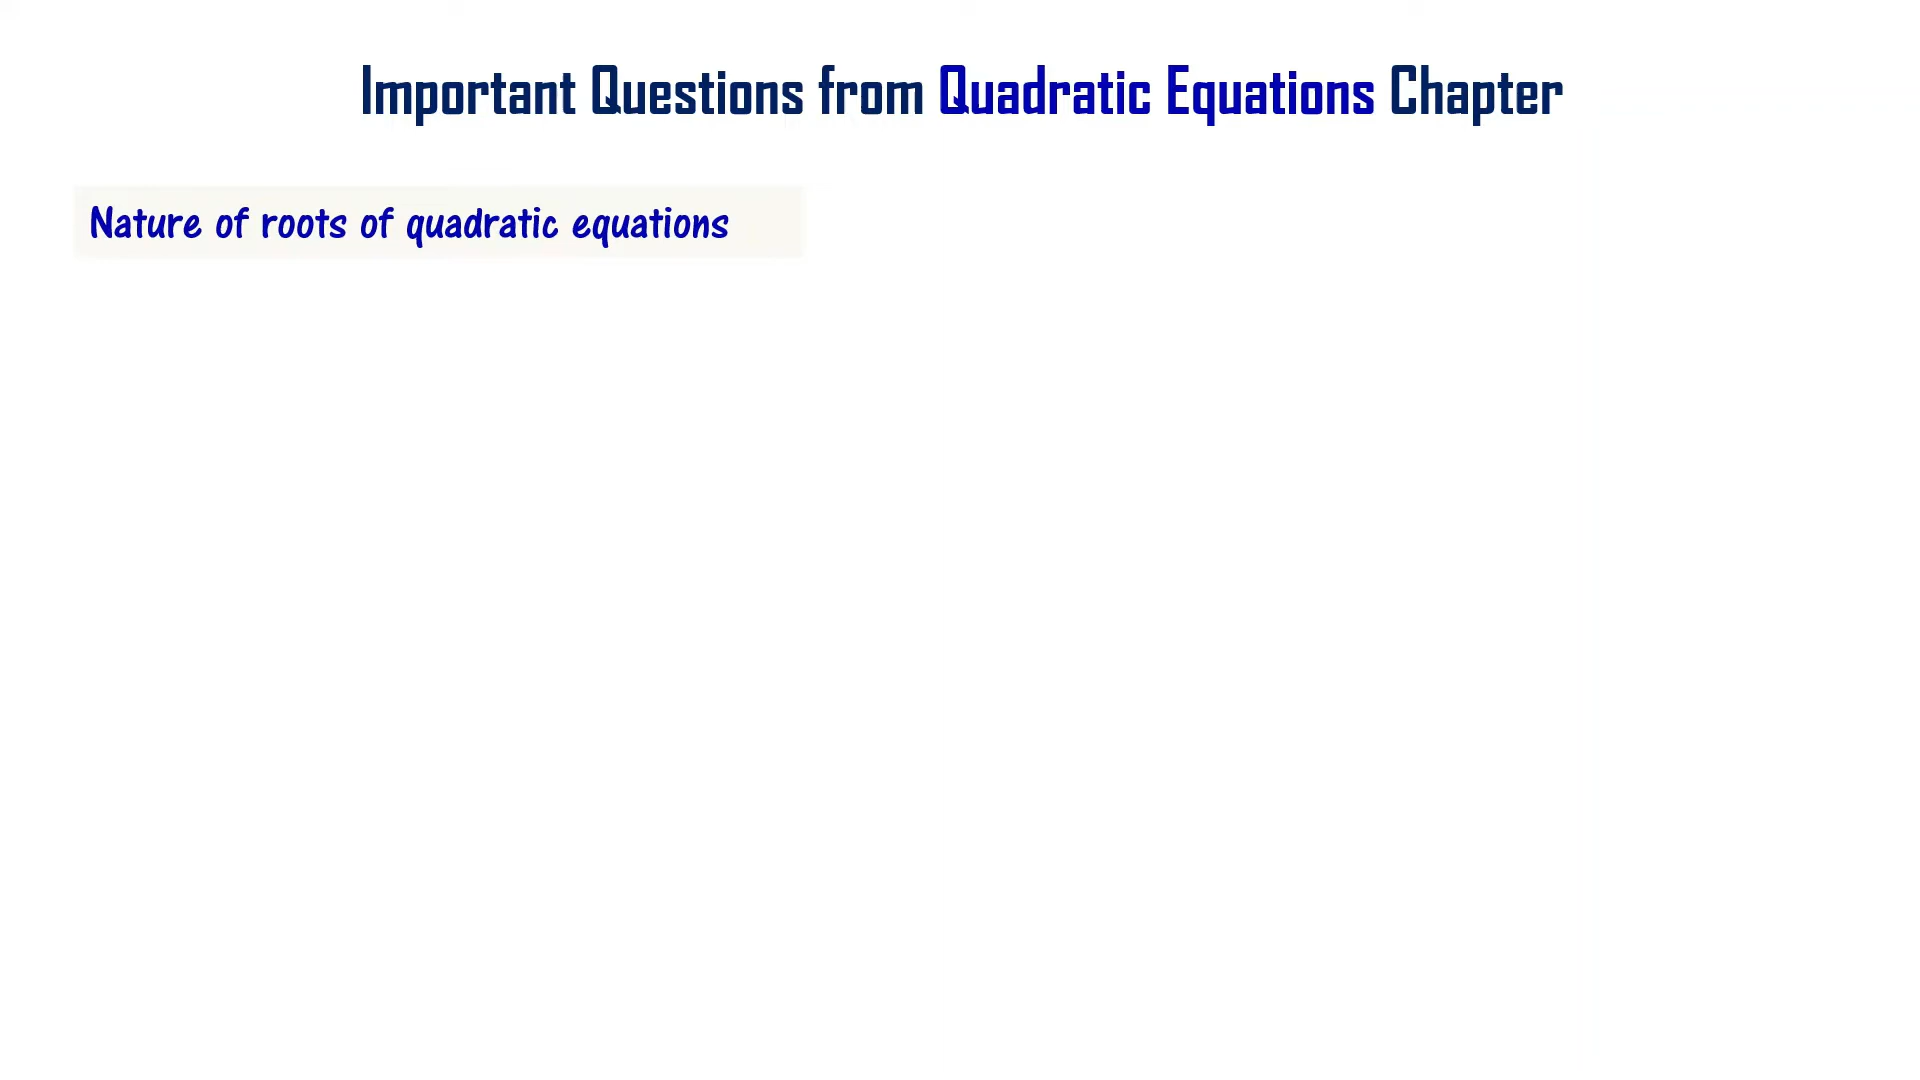 Important Questions from Quadratic Equations Chapter
Nature of roots of quadratic equations